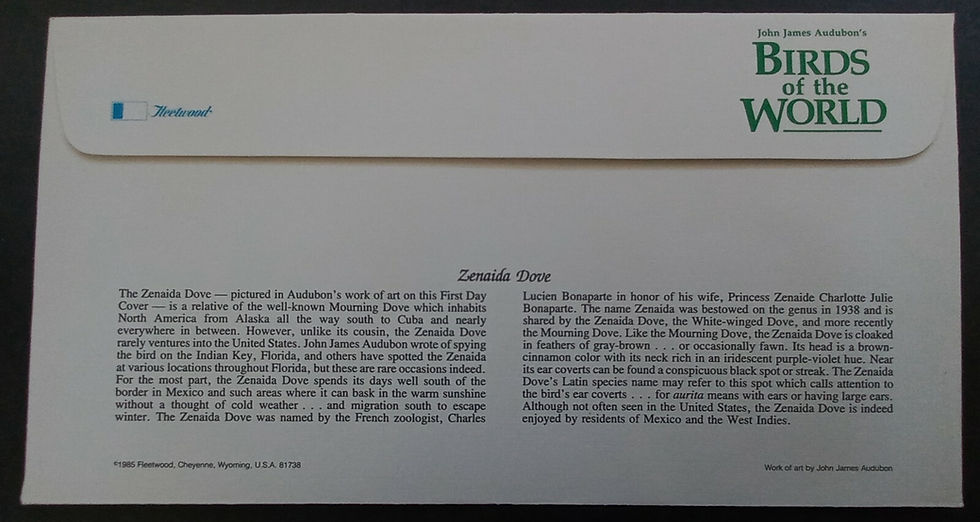 John James Audubon's
BIRDS
of the
WORLD
Fleetwood
Zenaida Dove
The Zenaida Dove — pictured in Audubon's work of art on this First Day
Cover — is a relative of the well-known Mourning Dove which inhabits
North America from Alaska all the way south to Cuba and nearly
everywhere in between. However, unlike its cousin, the Zenaida Dove
rarely ventures into the United States. John James Audubon wrote of spying
the bird on the Indian Key, Florida, and others have spotted the Zenaida
at various locations throughout Florida, but these are rare occasions indeed.
For the most part, the Zenaida Dove spends its days well south of the
border in Mexico and such areas where it can bask in the warm sunshine
without a thought of cold weather . . . and migration south to escape
winter. The Zenaida Dove was named by the French zoologist, Charles
Lucien Bonaparte in honor of his wife, Princess Zenaide Charlotte Julie
Bonaparte. The name Zenaida was bestowed on the genus in 1938 and is
shared by the Zenaida Dove, the White-winged Dove, and more recently
the Mourning Dove. Like the Mourning Dove, the Zenaida Dove is cloaked
in feathers of gray-brown . . . or occasionally fawn. Its head is a brown-
cinnamon color with its neck rich in an iridescent purple-violet hue. Near
its ear coverts can be found a conspicuous black spot or streak. The Zenaida
Dove's Latin species name may refer to this spot which calls attention to
the bird's ear coverts . . . for aurita means with ears or having large ears.
Although not often seen in the United States, the Zenaida Dove is indeed
enjoyed by residents of Mexico and the West Indies.
©1985 Fleetwood, Cheyenne, Wyoming, U.S.A. 81738
Work of art by John James Audubon